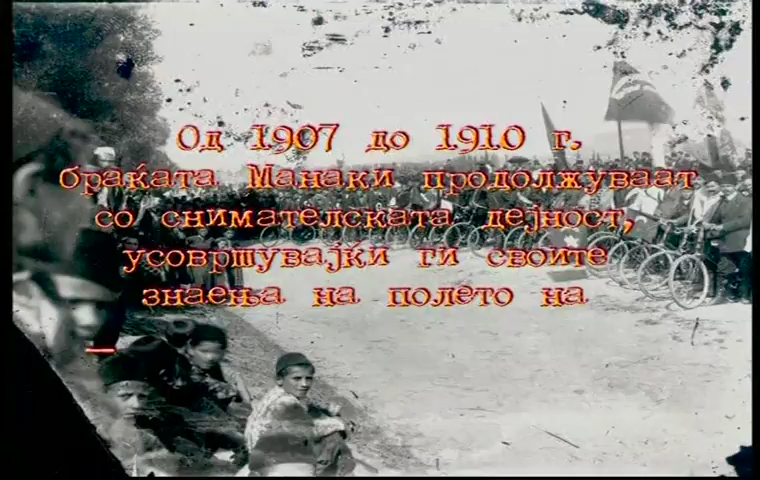 Од 1907 до 1910 г.
браќата Манаки продолжуваат
со снимателската дејност,
усовршувајќи ги своите
знаења на полето на